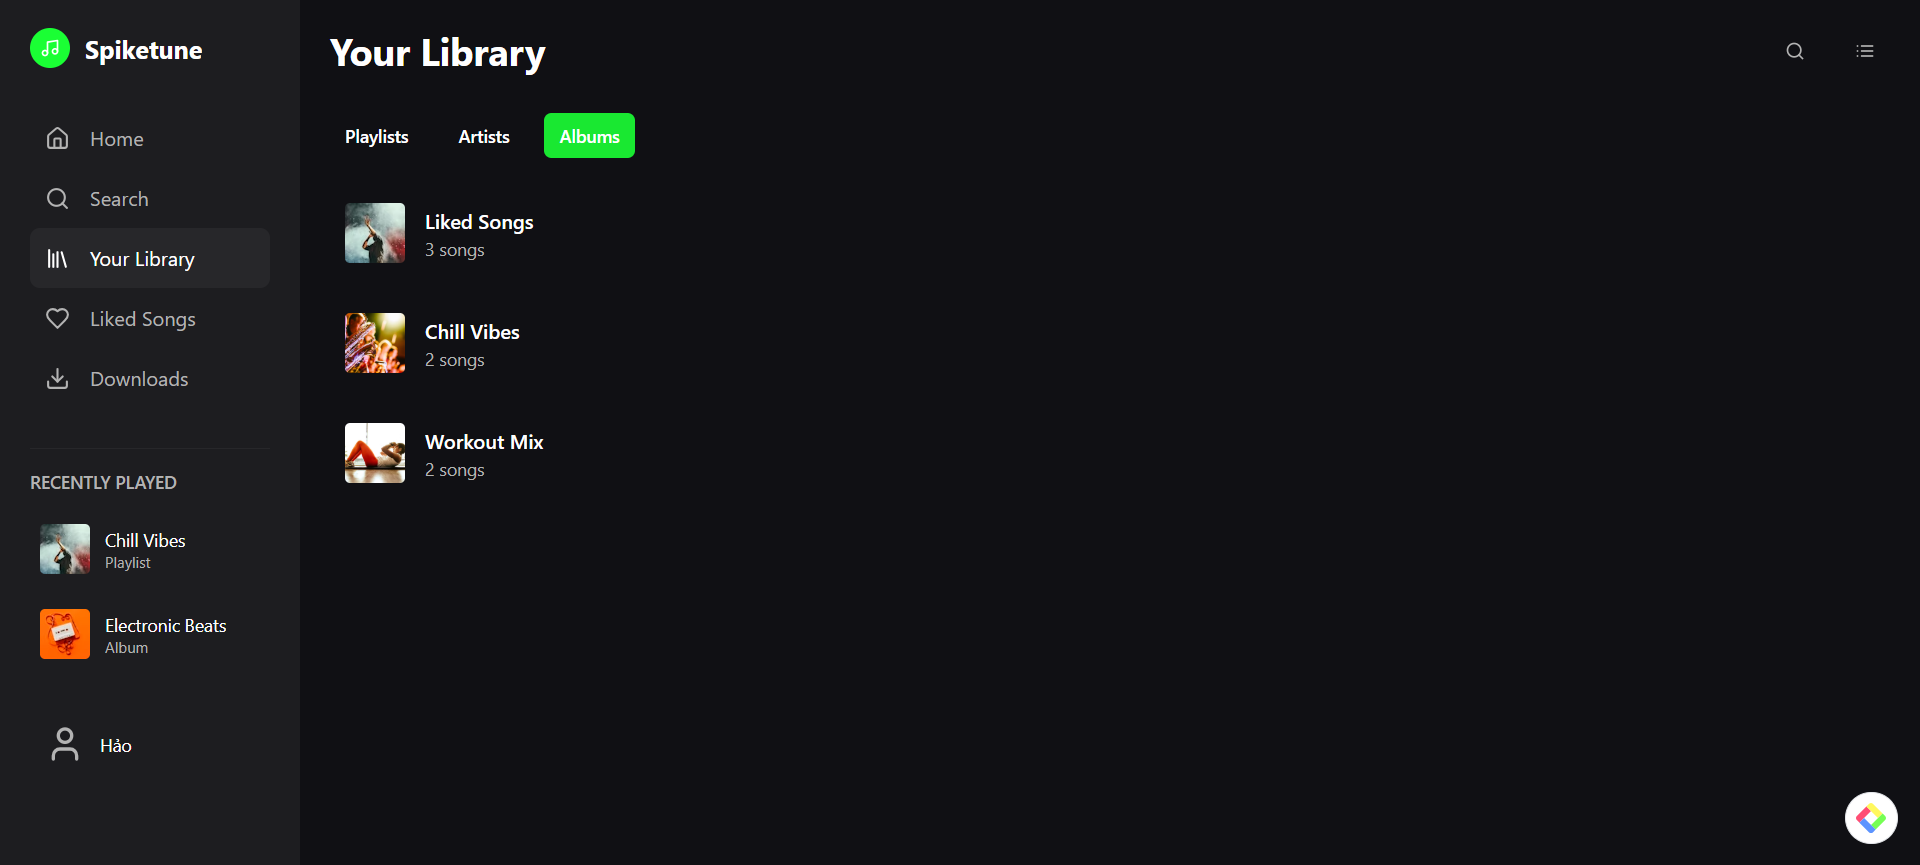 Spiketune
Home
Search
Your Library
Liked Songs
Downloads
RECENTLY PLAYED
Chill Vibes
Playlist
Electronic Beats
Album
Hảo
Your Library
Playlists
Artists
Albums
Liked Songs
3 songs
Chill Vibes
2 songs
Workout Mix
2 songs